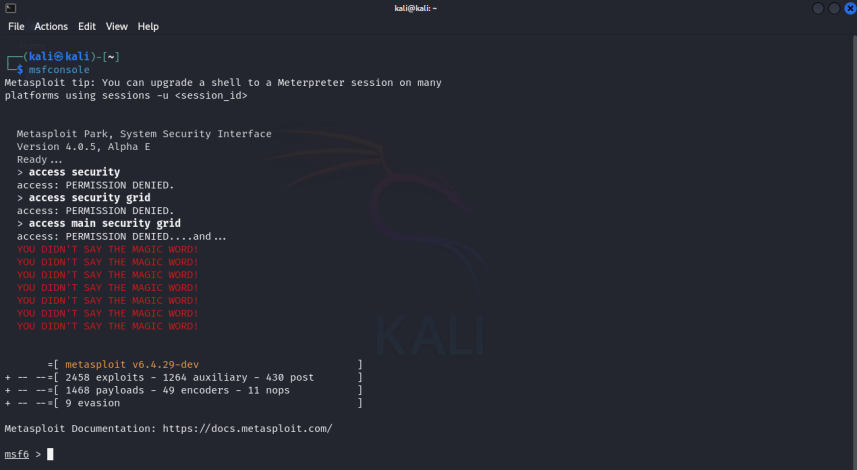 kali@kali: ~
File Actions Edit View Help
┌──(kali㉿kali)-[~]
└─$ msfconsole
Metasploit tip: You can upgrade a shell to a Meterpreter session on many
platforms using sessions -u <session_id>
Metasploit Park, System Security Interface
Version 4.0.5, Alpha E
Ready...
> access security
access: PERMISSION DENIED.
> access security grid
access: PERMISSION DENIED.
> access main security grid
access: PERMISSION DENIED....and...
YOU DIDN'T SAY THE MAGIC WORD!
YOU DIDN'T SAY THE MAGIC WORD!
YOU DIDN'T SAY THE MAGIC WORD!
YOU DIDN'T SAY THE MAGIC WORD!
YOU DIDN'T SAY THE MAGIC WORD!
YOU DIDN'T SAY THE MAGIC WORD!
YOU DIDN'T SAY THE MAGIC WORD!
KALI
=[ metasploit v6.4.29-dev ]
+ -- --=[ 2458 exploits - 1264 auxiliary - 430 post ]
+ -- --=[ 1468 payloads - 49 encoders - 11 nops ]
+ -- --=[ 9 evasion ]
Metasploit Documentation: https://docs.metasploit.com/
msf6 >